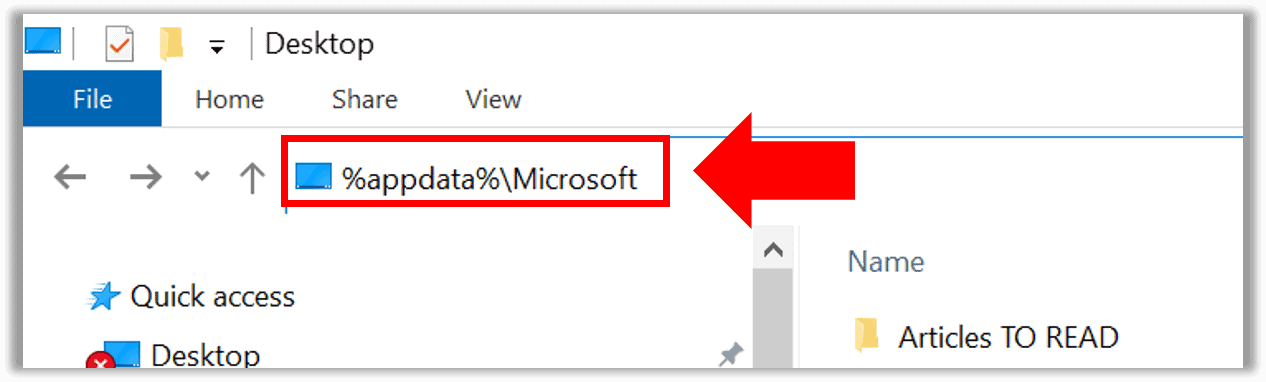 Desktop
File Home Share View
%appdata%\Microsoft
Name
Quick access
Articles TO READ
Desktop